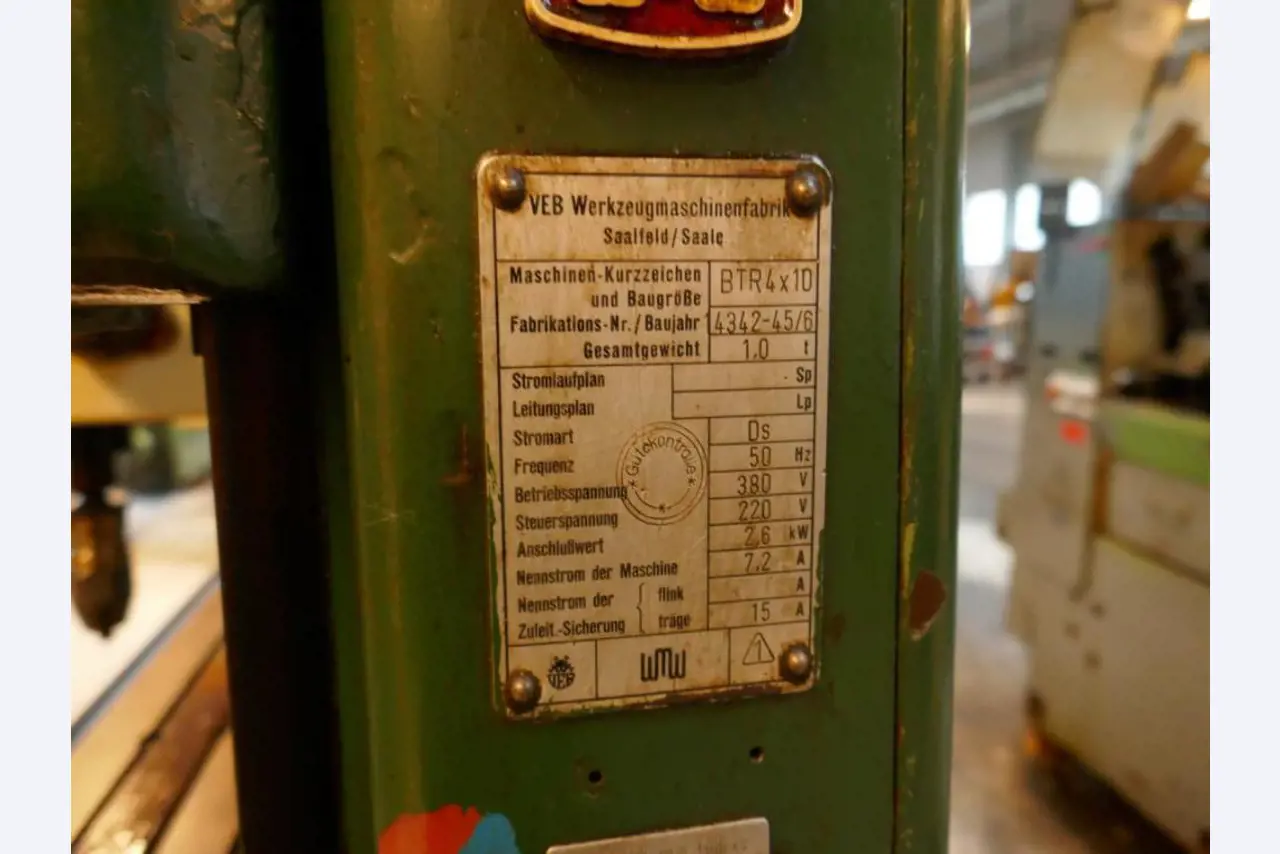 VEB Werkzeugmaschinenfabrik
Saalfeld/Saale
Maschinen-Kurzzeichen
und Baugröße BTR4x10
Fabrikations-Nr./Baujahr 4342-45/6
Gesamtgewicht 1,0 t
Stromlaufplan Sp
Leitungsplan Lp
Stromart Ds
Frequenz 50 Hz
Betriebsspannung 380 V
Steuerspannung 220 V
Anschlußwert 2,6 kW
Nennstrom der Maschine 7,2 A
Nennstrom der flink A
Zuleit.-Sicherung träge 15 A
Gütekontrolle
VEB WMW 1